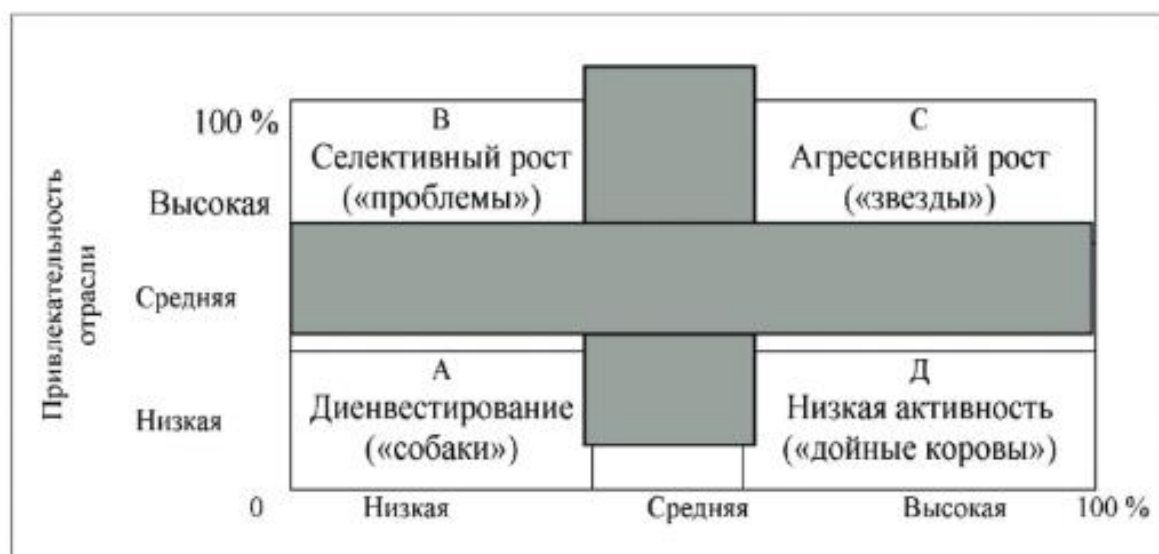 Привлекательность
отрасли
100 %
Высокая
Средняя
Низкая
В
Селективный рост
(«проблемы»)
С
Агрессивный рост
(«звезды»)
А
Диенвестирование
(«собаки»)
Д
Низкая активность
(«дойные коровы»)
0
Низкая
Средняя
Высокая
100 %